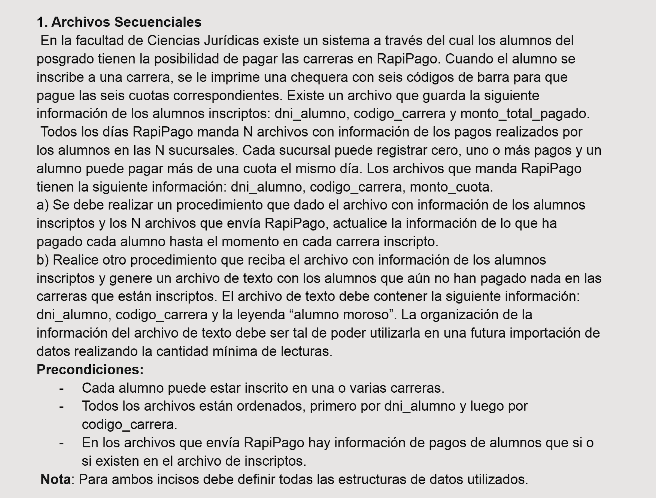 1. Archivos Secuenciales
En la facultad de Ciencias Jurídicas existe un sistema a través del cual los alumnos del
posgrado tienen la posibilidad de pagar las carreras en RapiPago. Cuando el alumno se
inscribe a una carrera, se le imprime una chequera con seis códigos de barra para que
pague las seis cuotas correspondientes. Existe un archivo que guarda la siguiente
información de los alumnos inscriptos: dni_alumno, codigo_carrera y monto_total_pagado.
Todos los días RapiPago manda N archivos con información de los pagos realizados por
los alumnos en las N sucursales. Cada sucursal puede registrar cero, uno o más pagos y un
alumno puede pagar más de una cuota el mismo día. Los archivos que manda RapiPago
tienen la siguiente información: dni_alumno, codigo_carrera, monto_cuota.
a) Se debe realizar un procedimiento que dado el archivo con información de los alumnos
inscriptos y los N archivos que envía RapiPago, actualice la información de lo que ha
pagado cada alumno hasta el momento en cada carrera inscripto.
b) Realice otro procedimiento que reciba el archivo con información de los alumnos
inscriptos y genere un archivo de texto con los alumnos que aún no han pagado nada en las
carreras que están inscriptos. El archivo de texto debe contener la siguiente información:
dni_alumno, codigo_carrera y la leyenda “alumno moroso”. La organización de la
información del archivo de texto debe ser tal de poder utilizarla en una futura importación de
datos realizando la cantidad mínima de lecturas.
Precondiciones:
- Cada alumno puede estar inscrito en una o varias carreras.
- Todos los archivos están ordenados, primero por dni_alumno y luego por
codigo_carrera.
- En los archivos que envía RapiPago hay información de pagos de alumnos que si o
si existen en el archivo de inscriptos.
Nota: Para ambos incisos debe definir todas las estructuras de datos utilizados.